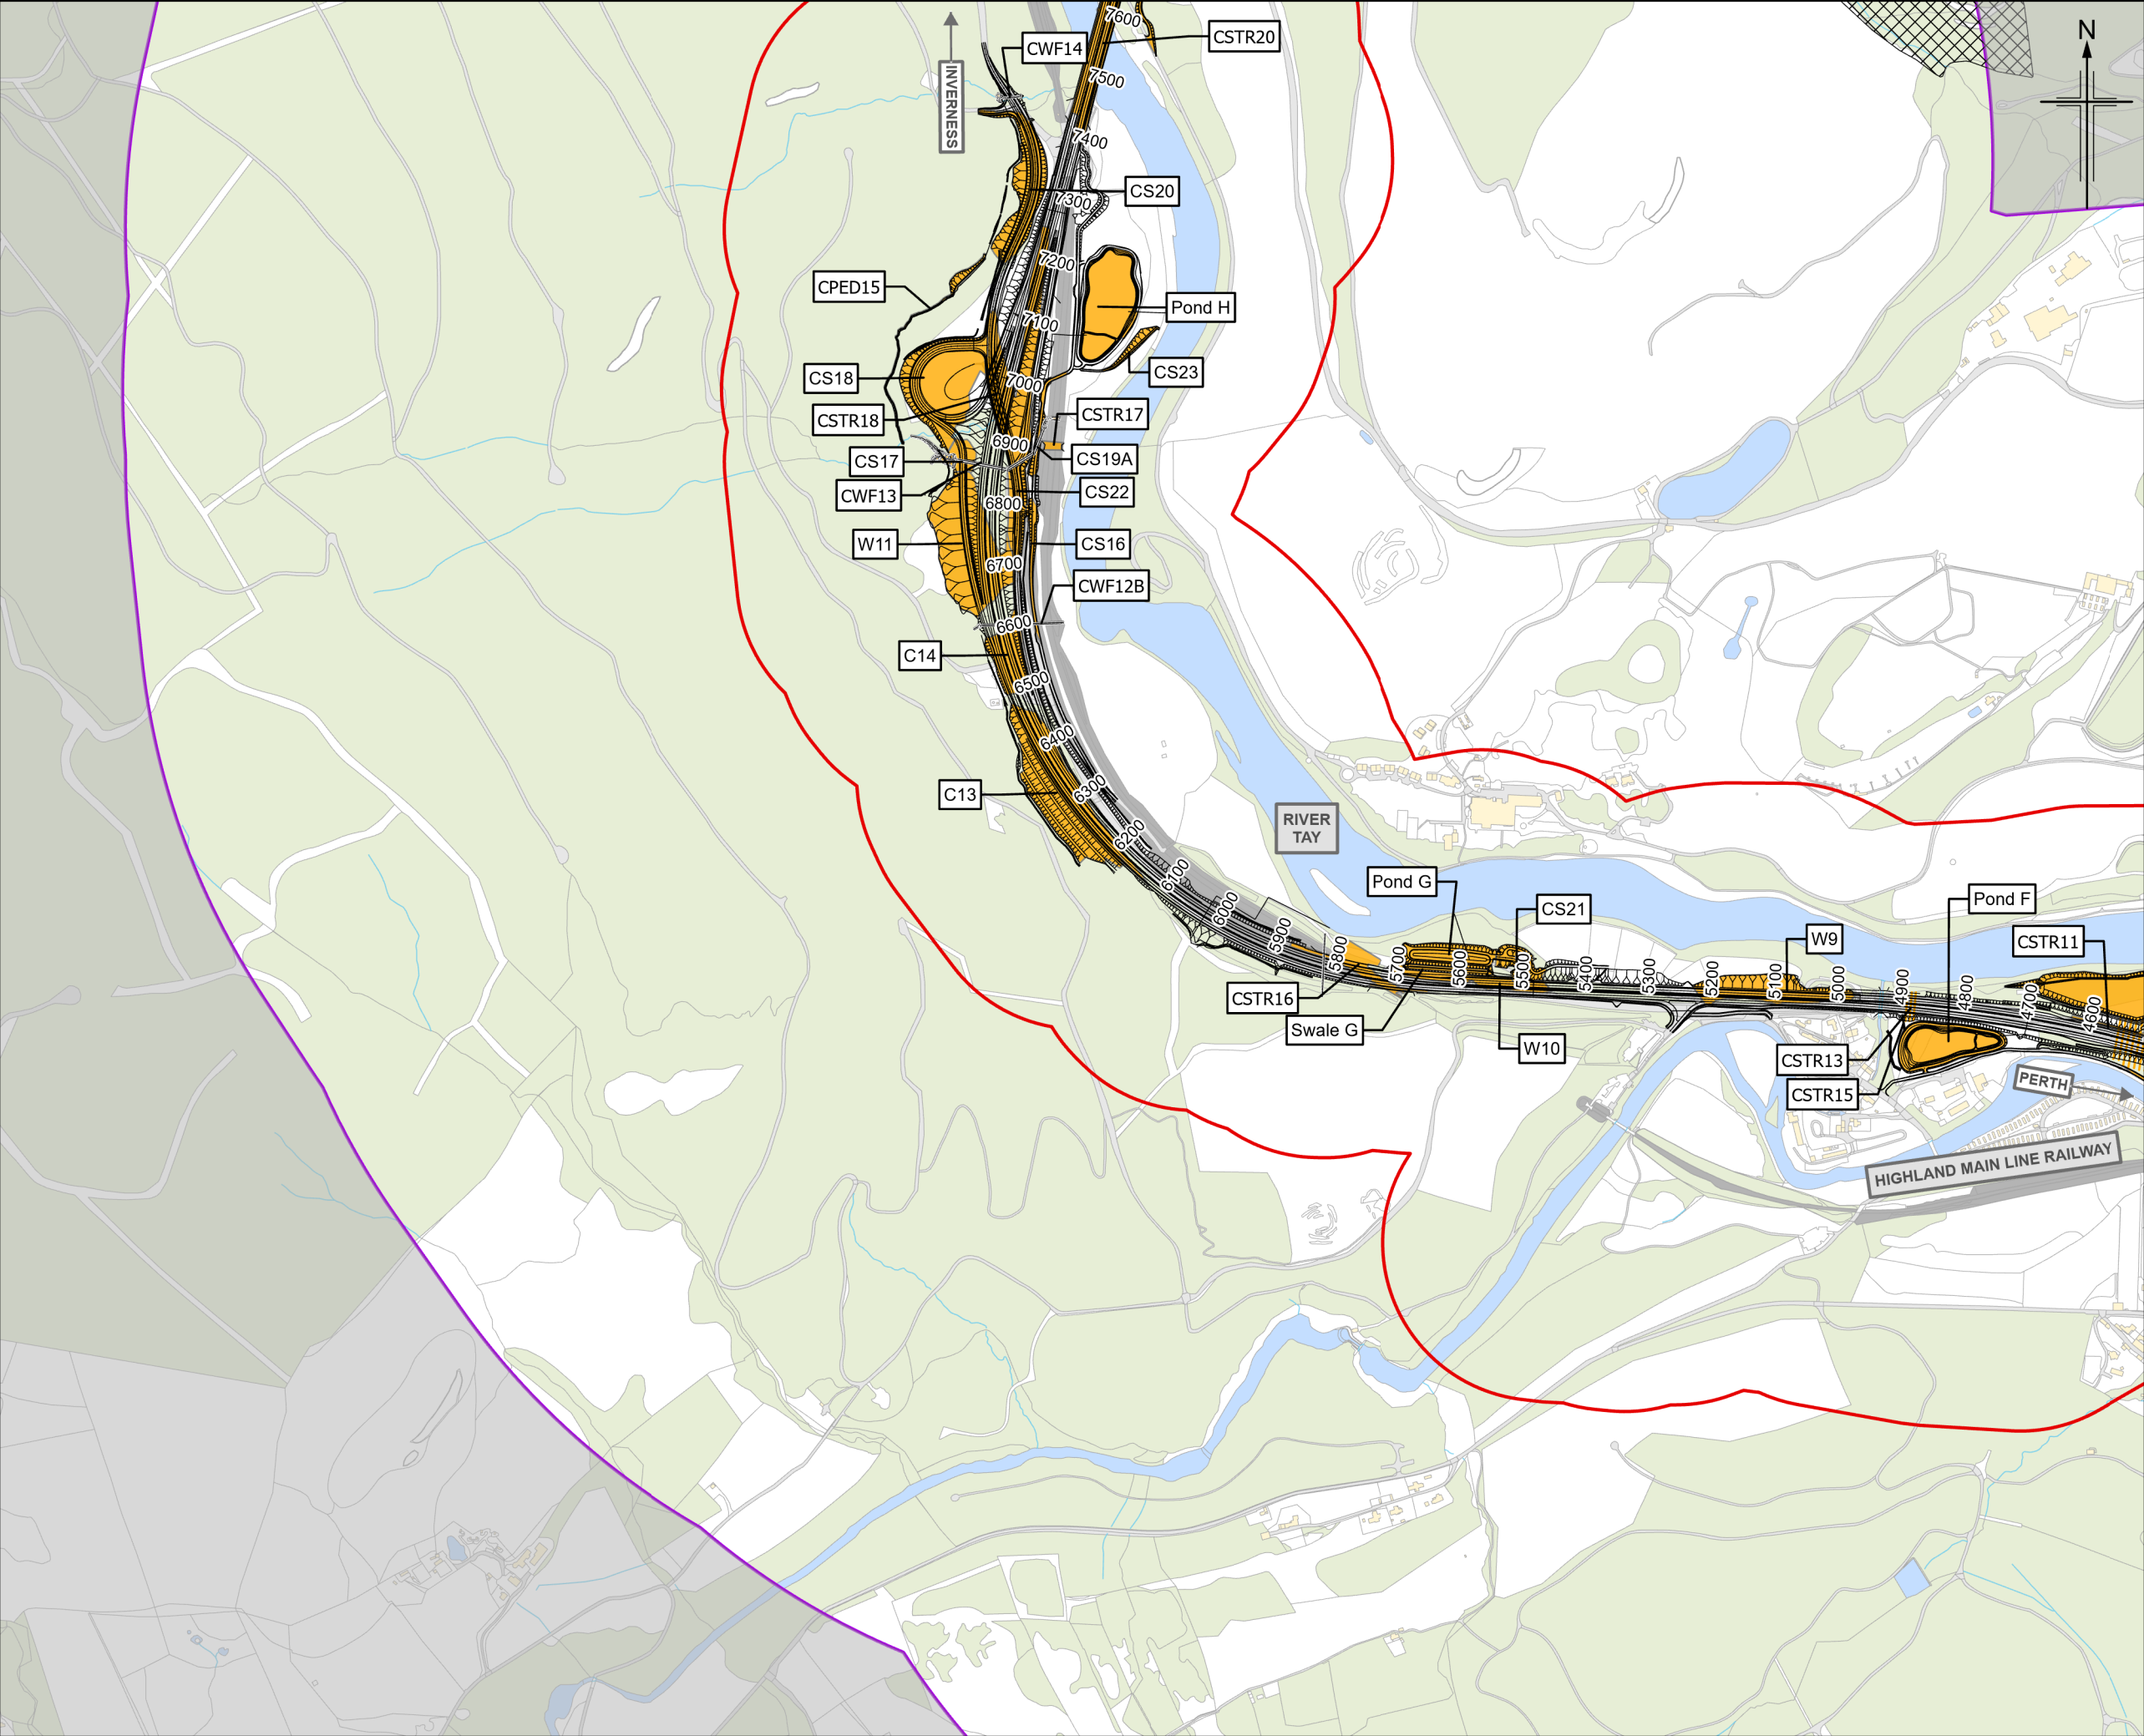 7600
CSTR20
CWF14
N
7500
INVERNESS
7400
CS20
7300
7200
CPED15
Pond H
7100
CS23
CS18
7000
CSTR17
CSTR18
6900
CS17
CS19A
CWF13
CS22
6800
W11
CS16
6700
CWF12B
6600
C14
6500
6400
C13
6300
RIVER
TAY
6200
6100
Pond G
6000
CS21
Pond F
5900
W9
CSTR11
5800
5700
5600
5500
5400
5300
5200
5100
5000
4900
4800
4700
4600
CSTR16
Swale G
W10
CSTR13
CSTR15
PERTH
HIGHLAND MAIN LINE RAILWAY